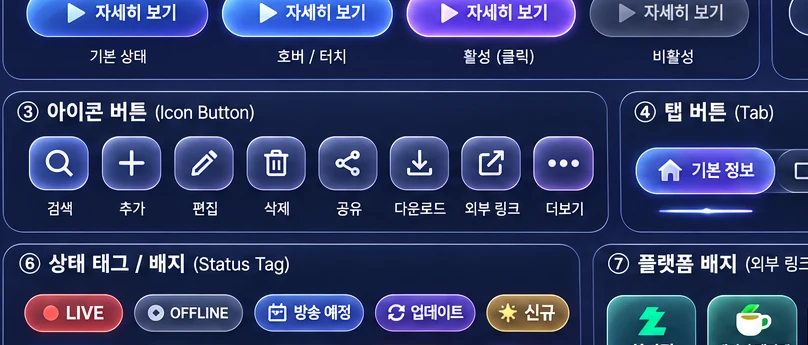 자세히 보기
자세히 보기
자세히 보기
자세히 보기
기본 상태
호버 / 터치
활성 (클릭)
비활성
③ 아이콘 버튼 (Icon Button)
검색
추가
편집
삭제
공유
다운로드
외부 링크
더보기
④ 탭 버튼 (Tab)
기본 정보
⑥ 상태 태그 / 배지 (Status Tag)
LIVE
OFFLINE
방송 예정
업데이트
신규
⑦ 플랫폼 배지 (외부 링크